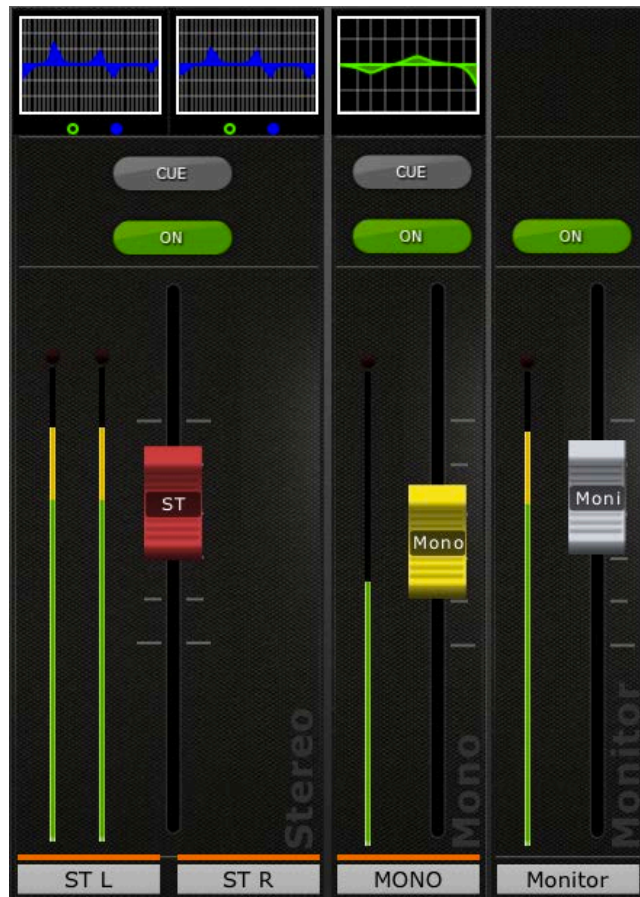 CUE
CUE
ON
ON
ON
ST
Mono
Moni
Stereo
Mono
Monitor
ST L
ST R
MONO
Monitor